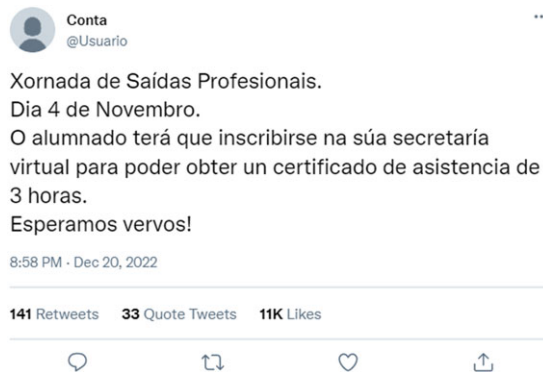 Conta
@Usuario
Xornada de Saídas Profesionais.
Dia 4 de Novembro.
O alumnado terá que inscribirse na súa secretaría
virtual para poder obter un certificado de asistencia de
3 horas.
Esperamos vervos!
8:58 PM · Dec 20, 2022
141 Retweets 33 Quote Tweets 11K Likes